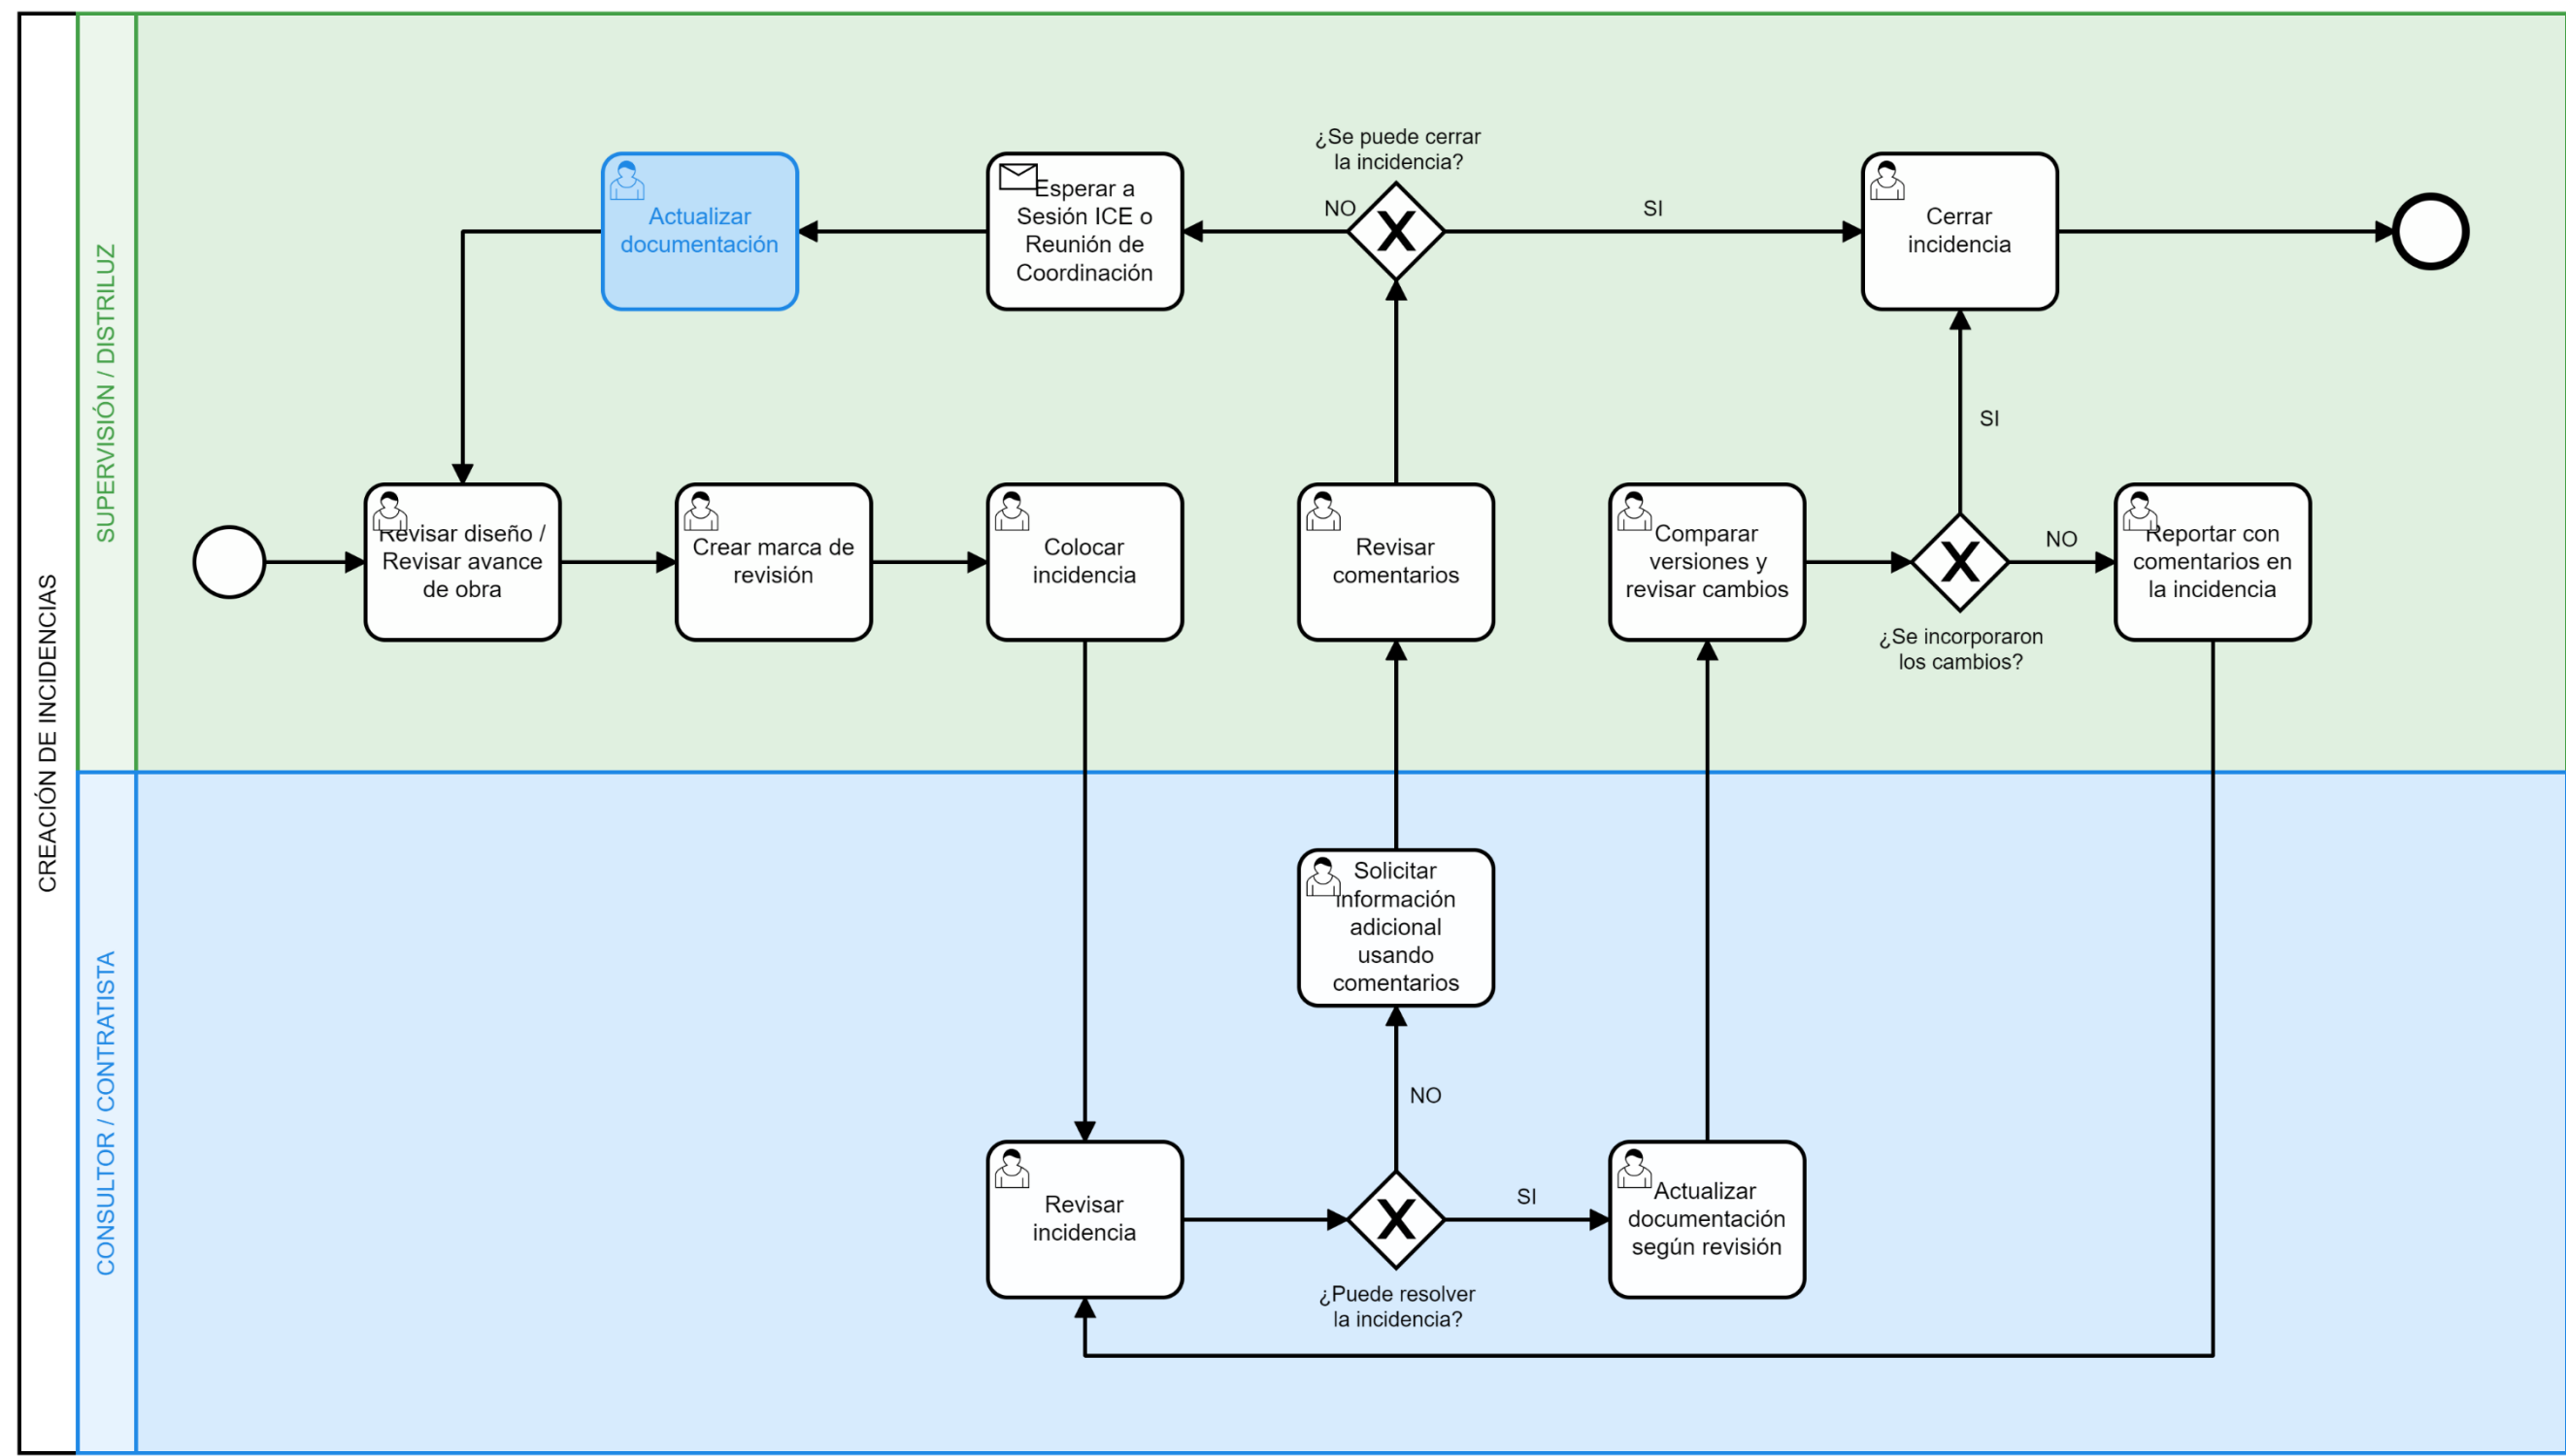 CREACIÓN DE INCIDENCIAS
SUPERVISIÓN / DISTRILUZ
Actualizar
documentación
Esperar a
Sesión ICE o
Reunión de
Coordinación
¿Se puede cerrar
la incidencia?
NO
SI
Cerrar
incidencia
SI
Revisar diseño /
Revisar avance
de obra
Crear marca de
revisión
Colocar
incidencia
Revisar
comentarios
Comparar
versiones y
revisar cambios
¿Se incorporaron
los cambios?
NO
Reportar con
comentarios en
la incidencia
CONSULTOR / CONTRATISTA
Solicitar
información
adicional
usando
comentarios
NO
Revisar
incidencia
¿Puede resolver
la incidencia?
SI
Actualizar
documentación
según revisión